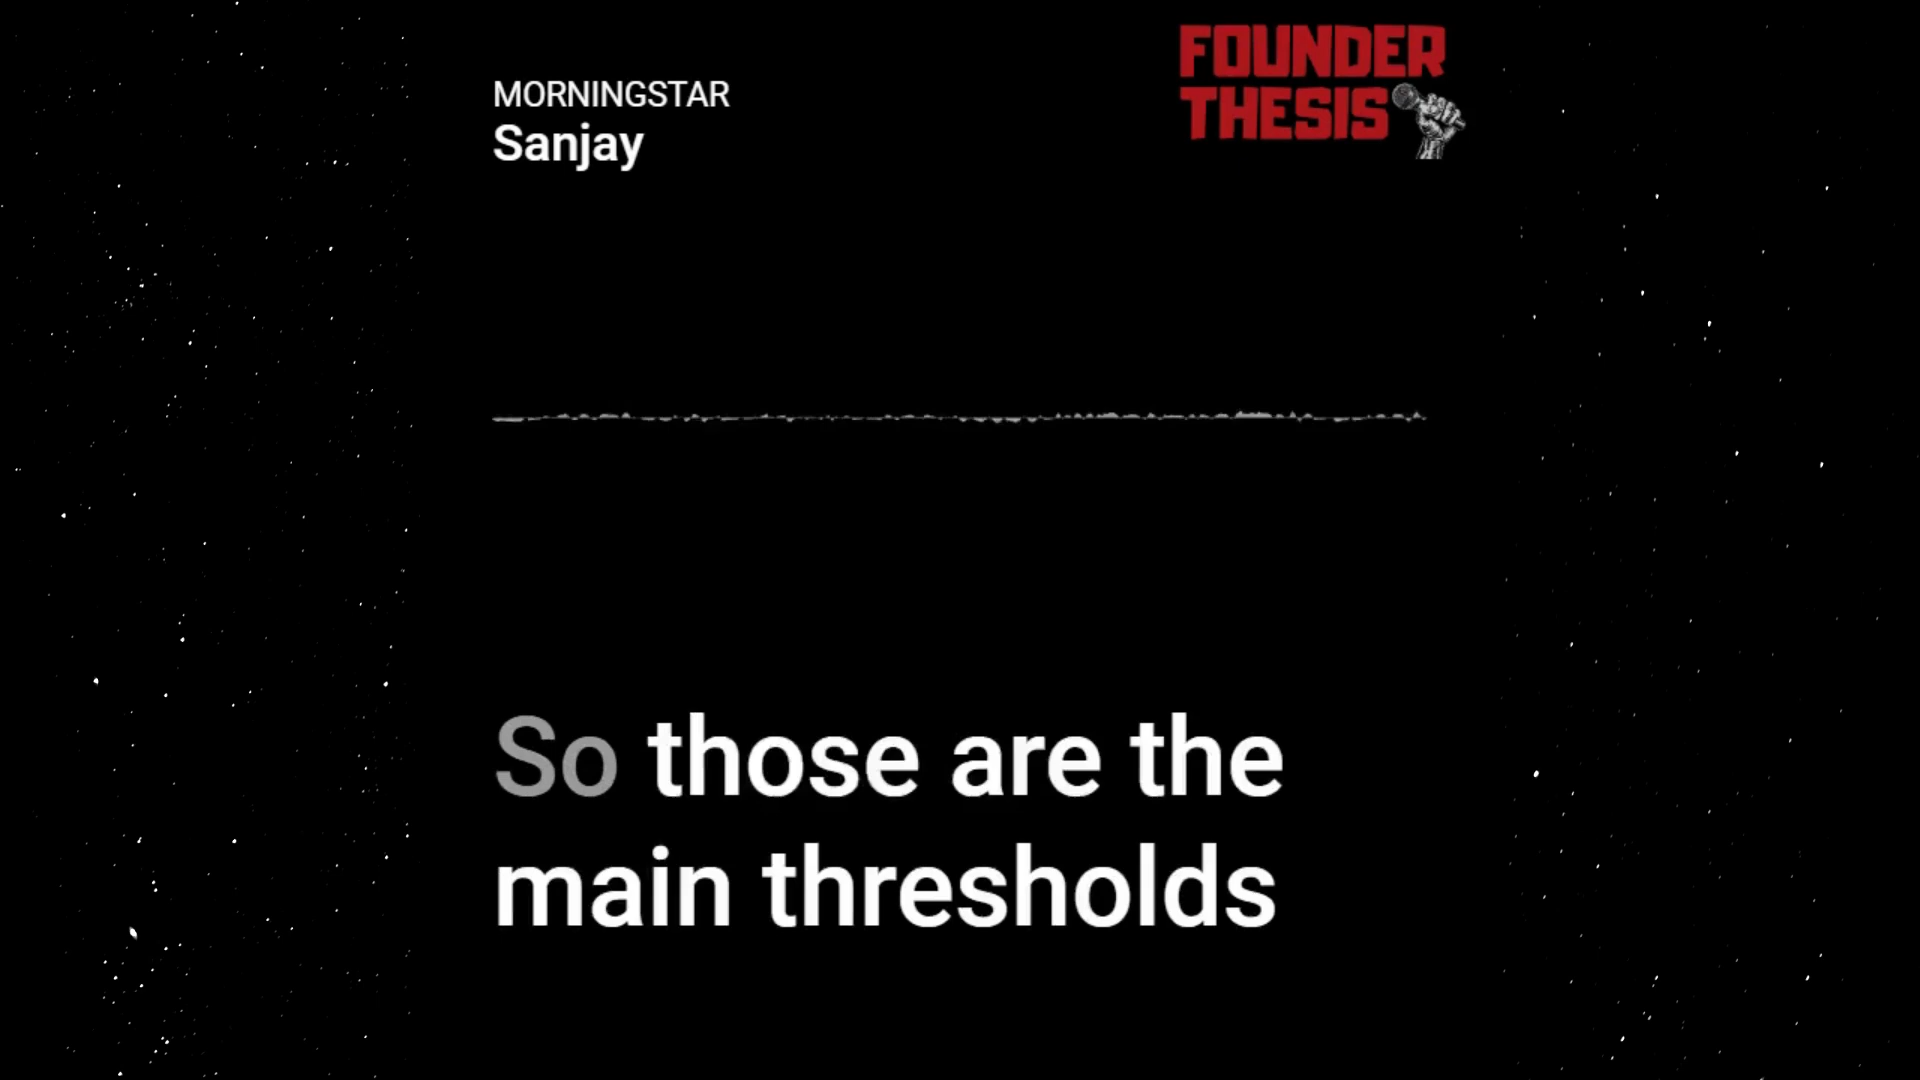 MORNINGSTAR
Sanjay
FOUNDER
THESIS
So those are the
main thresholds